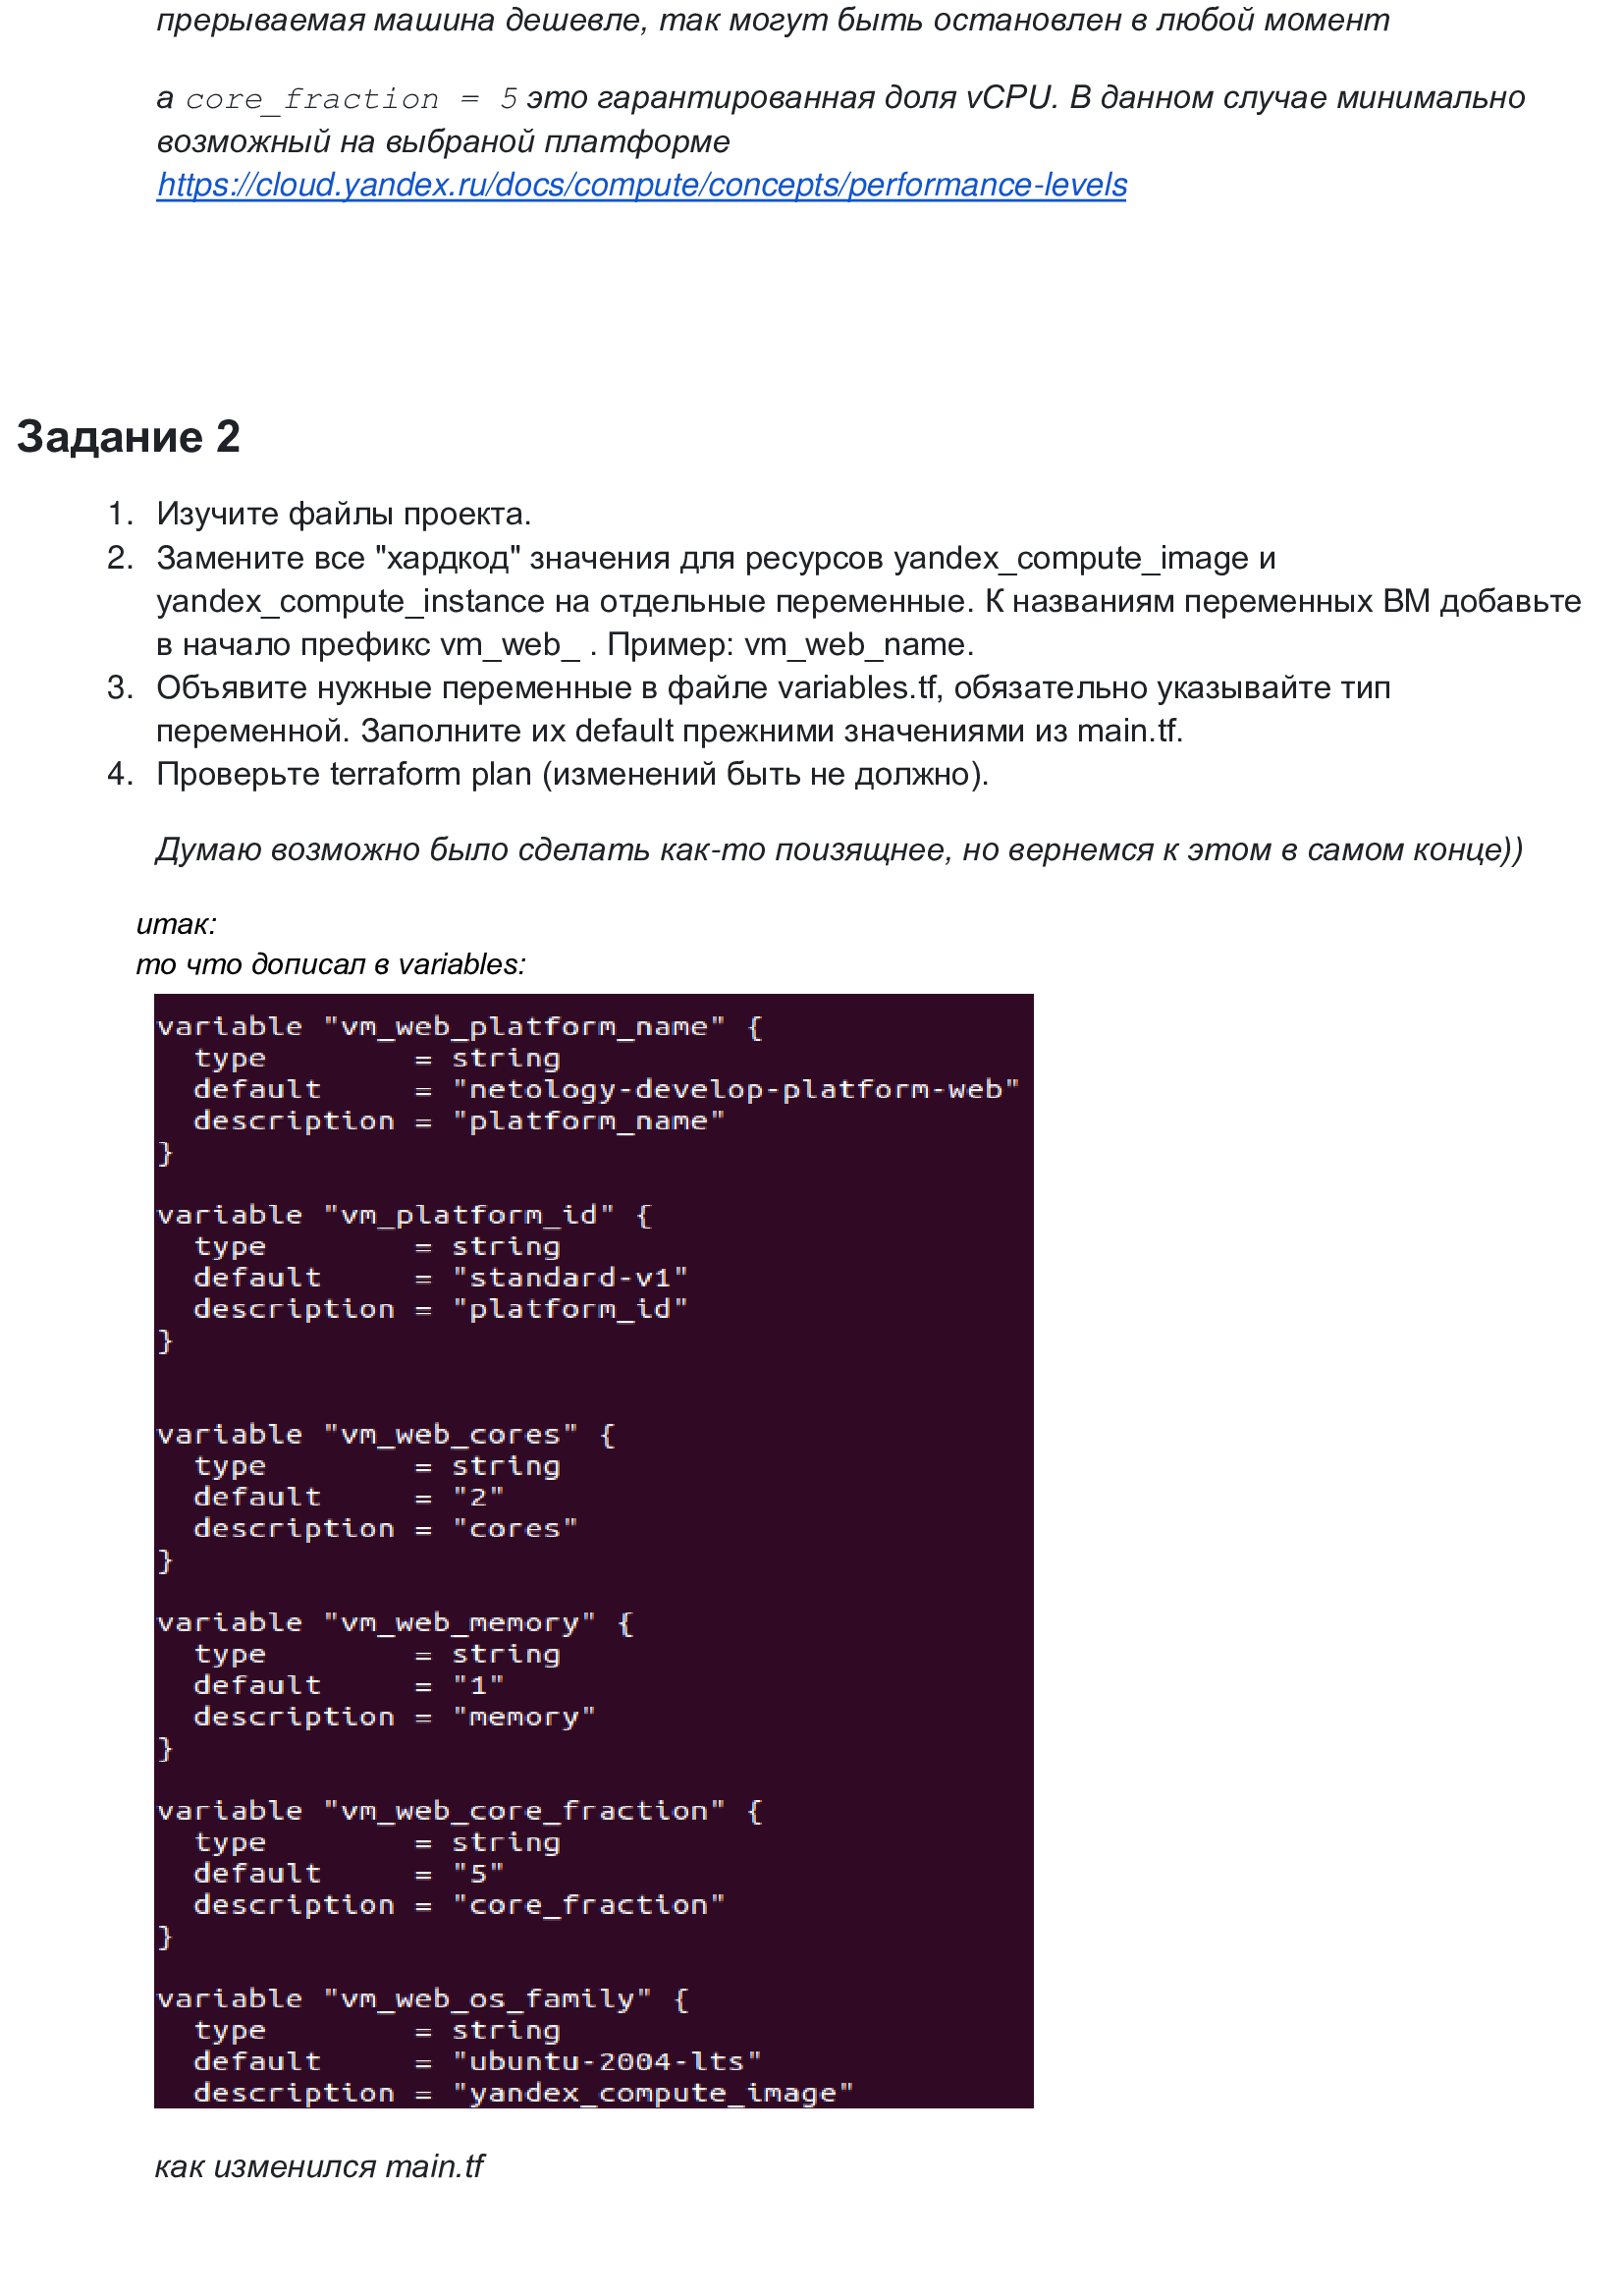 прерываемая машина дешевле, так могут быть остановлен в любой момент
а core_fraction = 5 это гарантированная доля vCPU. В данном случае минимально
возможный на выбраной платформе
https://cloud.yandex.ru/docs/compute/concepts/performance-levels
Задание 2
1. Изучите файлы проекта.
2. Замените все "хардкод" значения для ресурсов yandex_compute_image и
yandex_compute_instance на отдельные переменные. К названиям переменных ВМ добавьте
в начало префикс vm_web_ . Пример: vm_web_name.
3. Объявите нужные переменные в файле variables.tf, обязательно указывайте тип
переменной. Заполните их default прежними значениями из main.tf.
4. Проверьте terraform plan (изменений быть не должно).
Думаю возможно было сделать как-то поизящнее, но вернемся к этом в самом конце))
итак:
то что дописал в variables:
variable "vm_web_platform_name" {
  type        = string
  default     = "netology-develop-platform-web"
  description = "platform_name"
}
variable "vm_platform_id" {
  type        = string
  default     = "standard-v1"
  description = "platform_id"
}
variable "vm_web_cores" {
  type        = string
  default     = "2"
  description = "cores"
}
variable "vm_web_memory" {
  type        = string
  default     = "1"
  description = "memory"
}
variable "vm_web_core_fraction" {
  type        = string
  default     = "5"
  description = "core_fraction"
}
variable "vm_web_os_family" {
  type        = string
  default     = "ubuntu-2004-lts"
  description = "yandex_compute_image"
как изменился main.tf